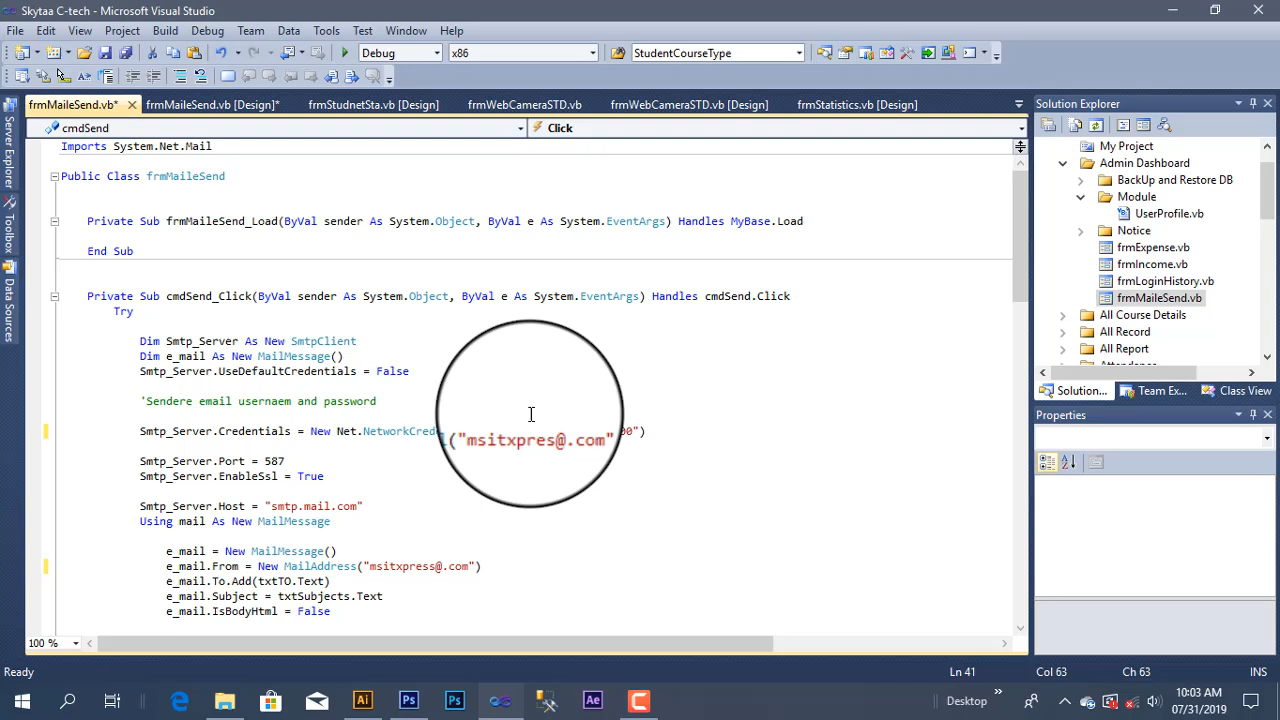 Skytaa C-tech - Microsoft Visual Studio
File Edit View Project Build Debug Team Data Tools Test Window Help
Debug x86 StudentCourseType
frmMaileSend.vb* frmMaileSend.vb [Design]* frmStudnetSta.vb [Design] frmWebCameraSTD.vb frmWebCameraSTD.vb [Design] frmStatistics.vb [Design]
cmdSend Click
Server Explorer
Toolbox
Data Sources
Imports System.Net.Mail
Public Class frmMaileSend
Private Sub frmMaileSend_Load(ByVal sender As System.Object, ByVal e As System.EventArgs) Handles MyBase.Load
End Sub
Private Sub cmdSend_Click(ByVal sender As System.Object, ByVal e As System.EventArgs) Handles cmdSend.Click
Try
Dim Smtp_Server As New SmtpClient
Dim e_mail As New MailMessage()
Smtp_Server.UseDefaultCredentials = False
'Sendere email usernaem and password
Smtp_Server.Credentials = New Net.NetworkCred l("msitxpres@.com" 00")
Smtp_Server.Port = 587
Smtp_Server.EnableSsl = True
Smtp_Server.Host = "smtp.mail.com"
Using mail As New MailMessage
e_mail = New MailMessage()
e_mail.From = New MailAddress("msitxpress@.com")
e_mail.To.Add(txtTO.Text)
e_mail.Subject = txtSubjects.Text
e_mail.IsBodyHtml = False
100 %
Solution Explorer
My Project
Admin Dashboard
BackUp and Restore DB
Module
UserProfile.vb
Notice
frmExpense.vb
frmIncome.vb
frmLoginHistory.vb
frmMaileSend.vb
All Course Details
All Record
All Report
Solution... Team Ex... Class View
Properties
Ready Ln 41 Col 63 Ch 63 INS
Ai Ps Ps Ae
Desktop
10:03 AM
07/31/2019